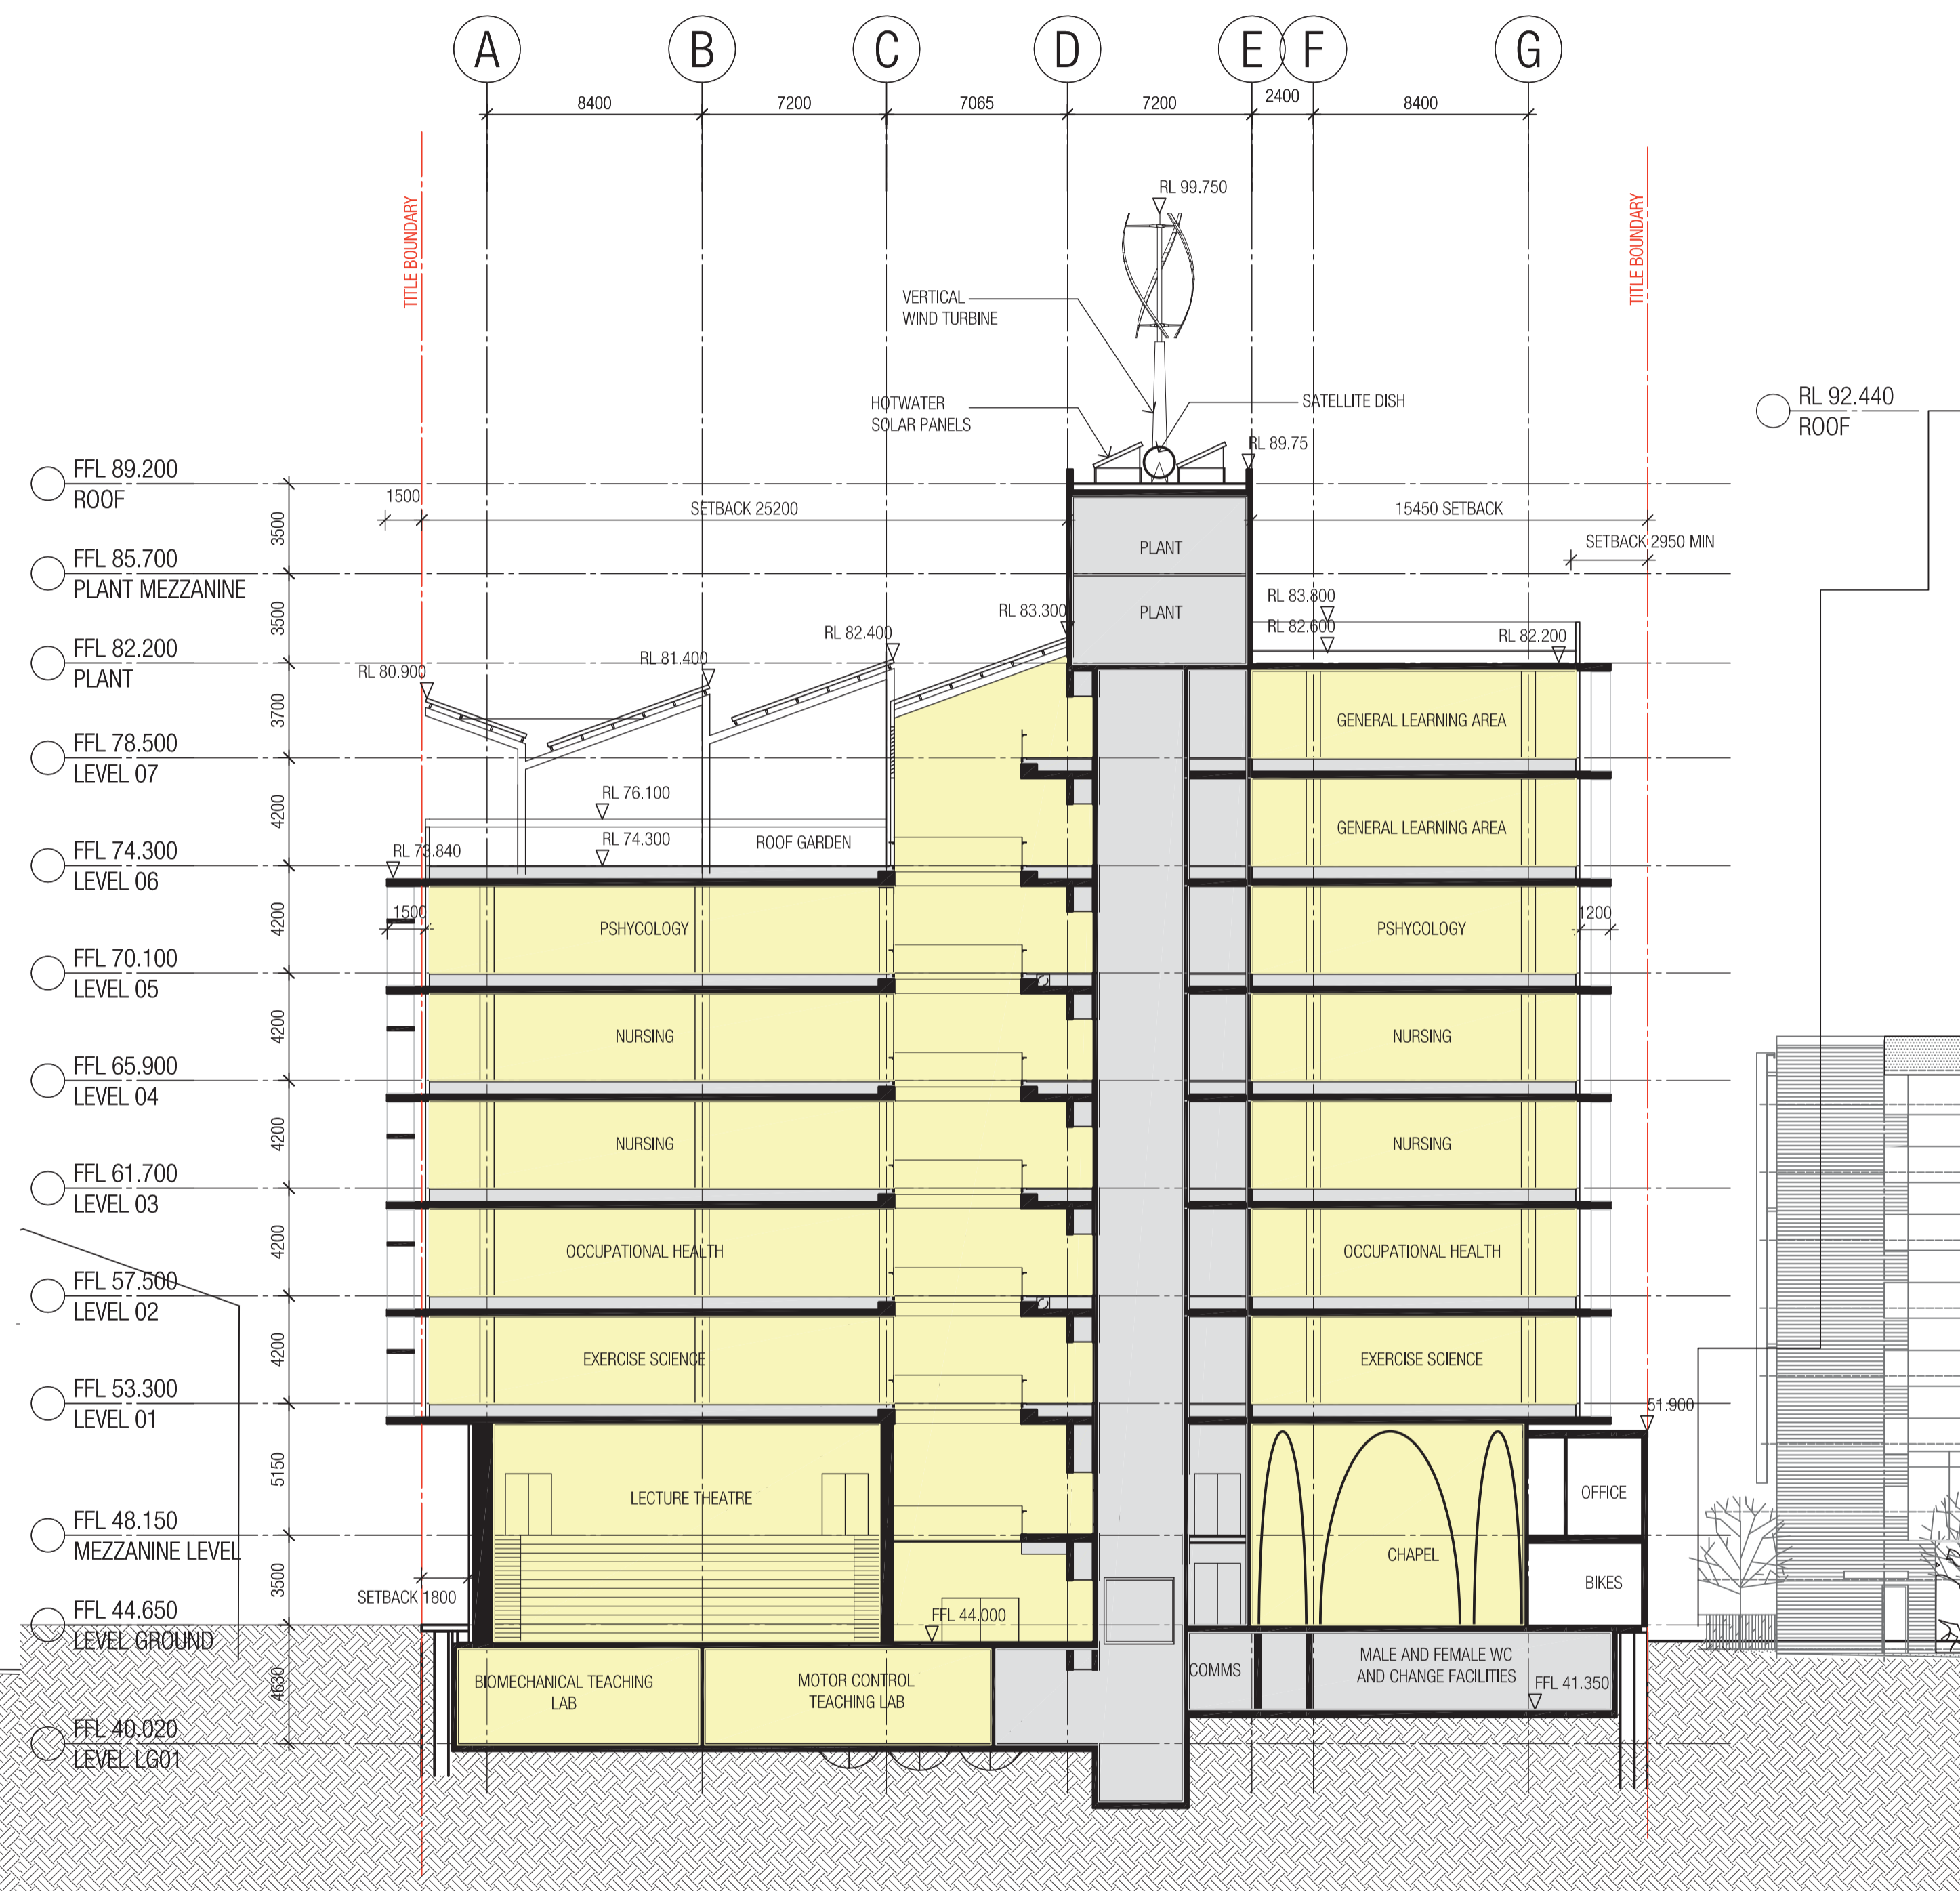 A
B
C
D
E
F
G
8400
7200
7065
7200
2400
8400
TITLE BOUNDARY
TITLE BOUNDARY
RL 99.750
VERTICAL
WIND TURBINE
HOTWATER
SOLAR PANELS
SATELLITE DISH
RL 92.440
ROOF
RL 89.75
FFL 89.200
ROOF
1500
SETBACK 25200
15450 SETBACK
3500
SETBACK 2950 MIN
PLANT
FFL 85.700
PLANT MEZZANINE
3500
RL 83.300
PLANT
RL 83.800
RL 82.600
RL 82.200
RL 82.400
FFL 82.200
PLANT
RL 81.400
RL 80.900
3700
GENERAL LEARNING AREA
FFL 78.500
LEVEL 07
4200
RL 76.100
RL 74.300
ROOF GARDEN
GENERAL LEARNING AREA
FFL 74.300
LEVEL 06
RL 73.840
4200
1500
PSHYCOLOGY
PSHYCOLOGY
1200
FFL 70.100
LEVEL 05
4200
NURSING
NURSING
FFL 65.900
LEVEL 04
4200
NURSING
NURSING
FFL 61.700
LEVEL 03
4200
OCCUPATIONAL HEALTH
OCCUPATIONAL HEALTH
FFL 57.500
LEVEL 02
4200
EXERCISE SCIENCE
EXERCISE SCIENCE
FFL 53.300
LEVEL 01
51.900
5150
LECTURE THEATRE
OFFICE
FFL 48.150
MEZZANINE LEVEL
CHAPEL
3500
BIKES
SETBACK 1800
FFL 44.650
LEVEL GROUND
FFL 44.000
4630
BIOMECHANICAL TEACHING
LAB
MOTOR CONTROL
TEACHING LAB
COMMS
MALE AND FEMALE WC
AND CHANGE FACILITIES
FFL 41.350
FFL 40.020
LEVEL LG01